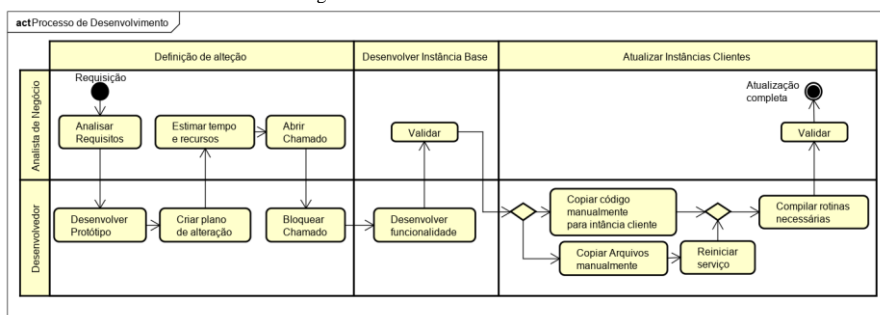 act Processo de Desenvolvimento
Definição de alteção
Desenvolver Instância Base
Atualizar Instâncias Clientes
Analista de Negócio
Requisição
Analisar
Requisitos
Estimar tempo
e recursos
Abrir
Chamado
Validar
Atualização
completa
Validar
Desenvolvedor
Desenvolver
Protótipo
Criar plano
de alteração
Bloquear
Chamado
Desenvolver
funcionalidade
Copiar código
manualmente
para intância cliente
Copiar Arquivos
manualmente
Reiniciar
serviço
Compilar rotinas
necessárias